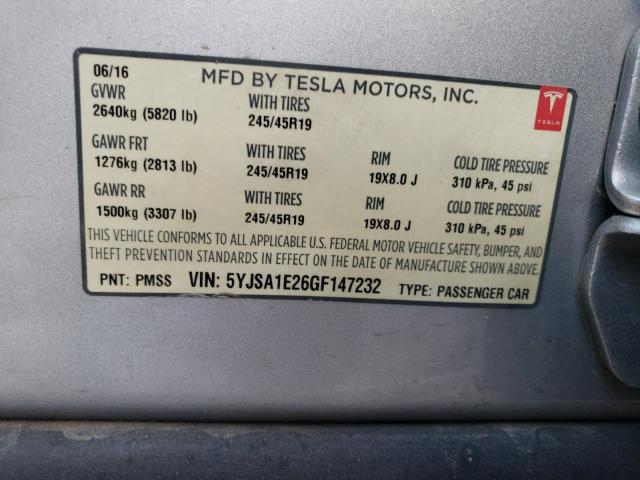 06/16 MFD BY TESLA MOTORS, INC.
TESLA
GVWR WITH TIRES
2640kg (5820 lb) 245/45R19
GAWR FRT WITH TIRES RIM COLD TIRE PRESSURE
1276kg (2813 lb) 245/45R19 19X8.0 J 310 kPa, 45 psi
GAWR RR WITH TIRES RIM COLD TIRE PRESSURE
1500kg (3307 lb) 245/45R19 19X8.0 J 310 kPa, 45 psi
THIS VEHICLE CONFORMS TO ALL APPLICABLE U.S. FEDERAL MOTOR VEHICLE SAFETY, BUMPER, AND
THEFT PREVENTION STANDARDS IN EFFECT ON THE DATE OF MANUFACTURE SHOWN ABOVE.
PNT: PMSS VIN: 5YJSA1E26GF147232 TYPE: PASSENGER CAR